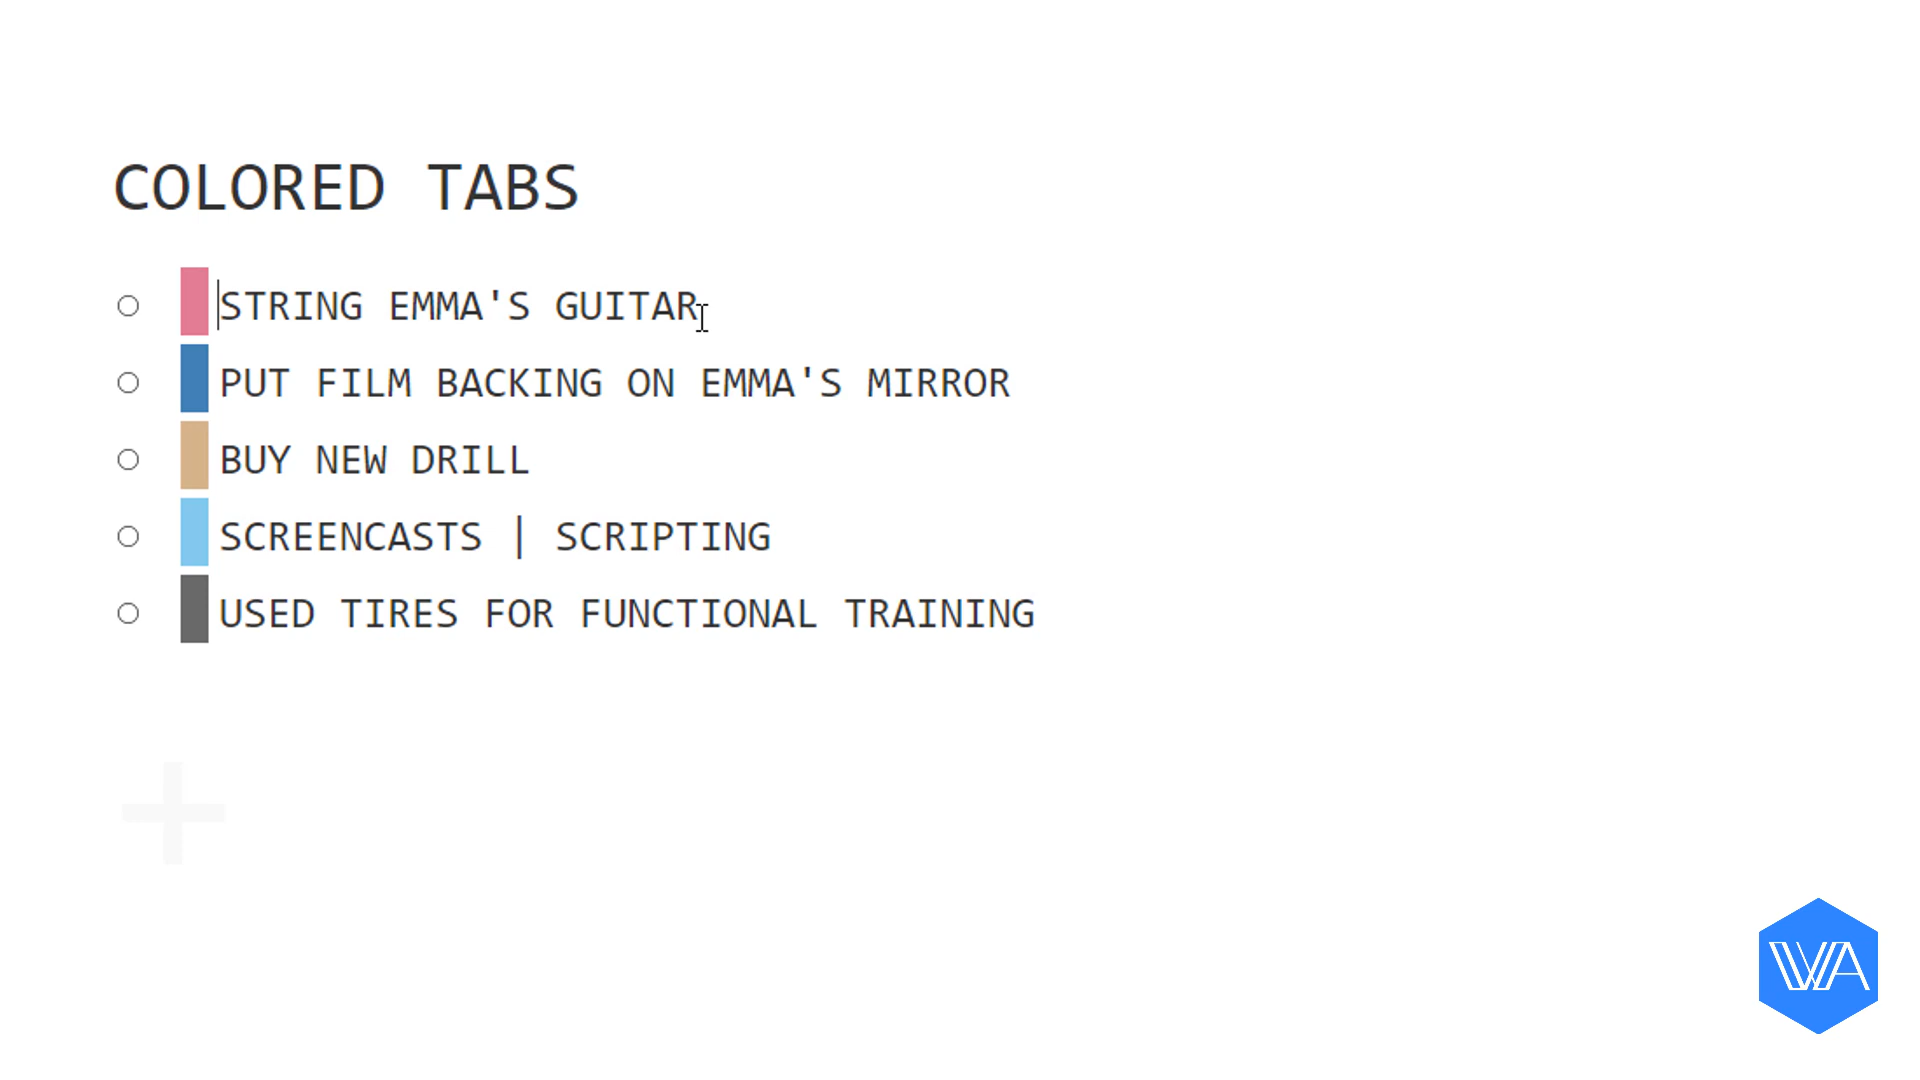 COLORED TABS
STRING EMMA'S GUITAR
PUT FILM BACKING ON EMMA'S MIRROR
BUY NEW DRILL
SCREENCASTS | SCRIPTING
USED TIRES FOR FUNCTIONAL TRAINING
WA